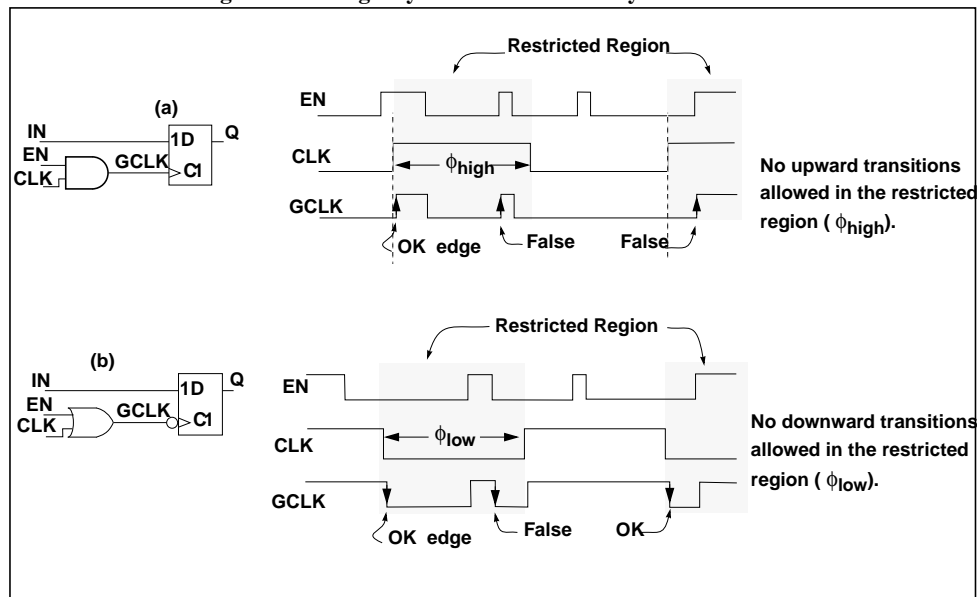 Restricted Region
(a)
EN
IN
1D
Q
EN
GCLK
CLK
C1
CLK
ϕhigh
No upward transitions
allowed in the restricted
region ( ϕhigh).
GCLK
OK edge
False
False
Restricted Region
(b)
IN
1D
Q
EN
EN
GCLK
CLK
C1
CLK
ϕlow
No downward transitions
allowed in the restricted
region ( ϕlow).
GCLK
OK edge
False
OK